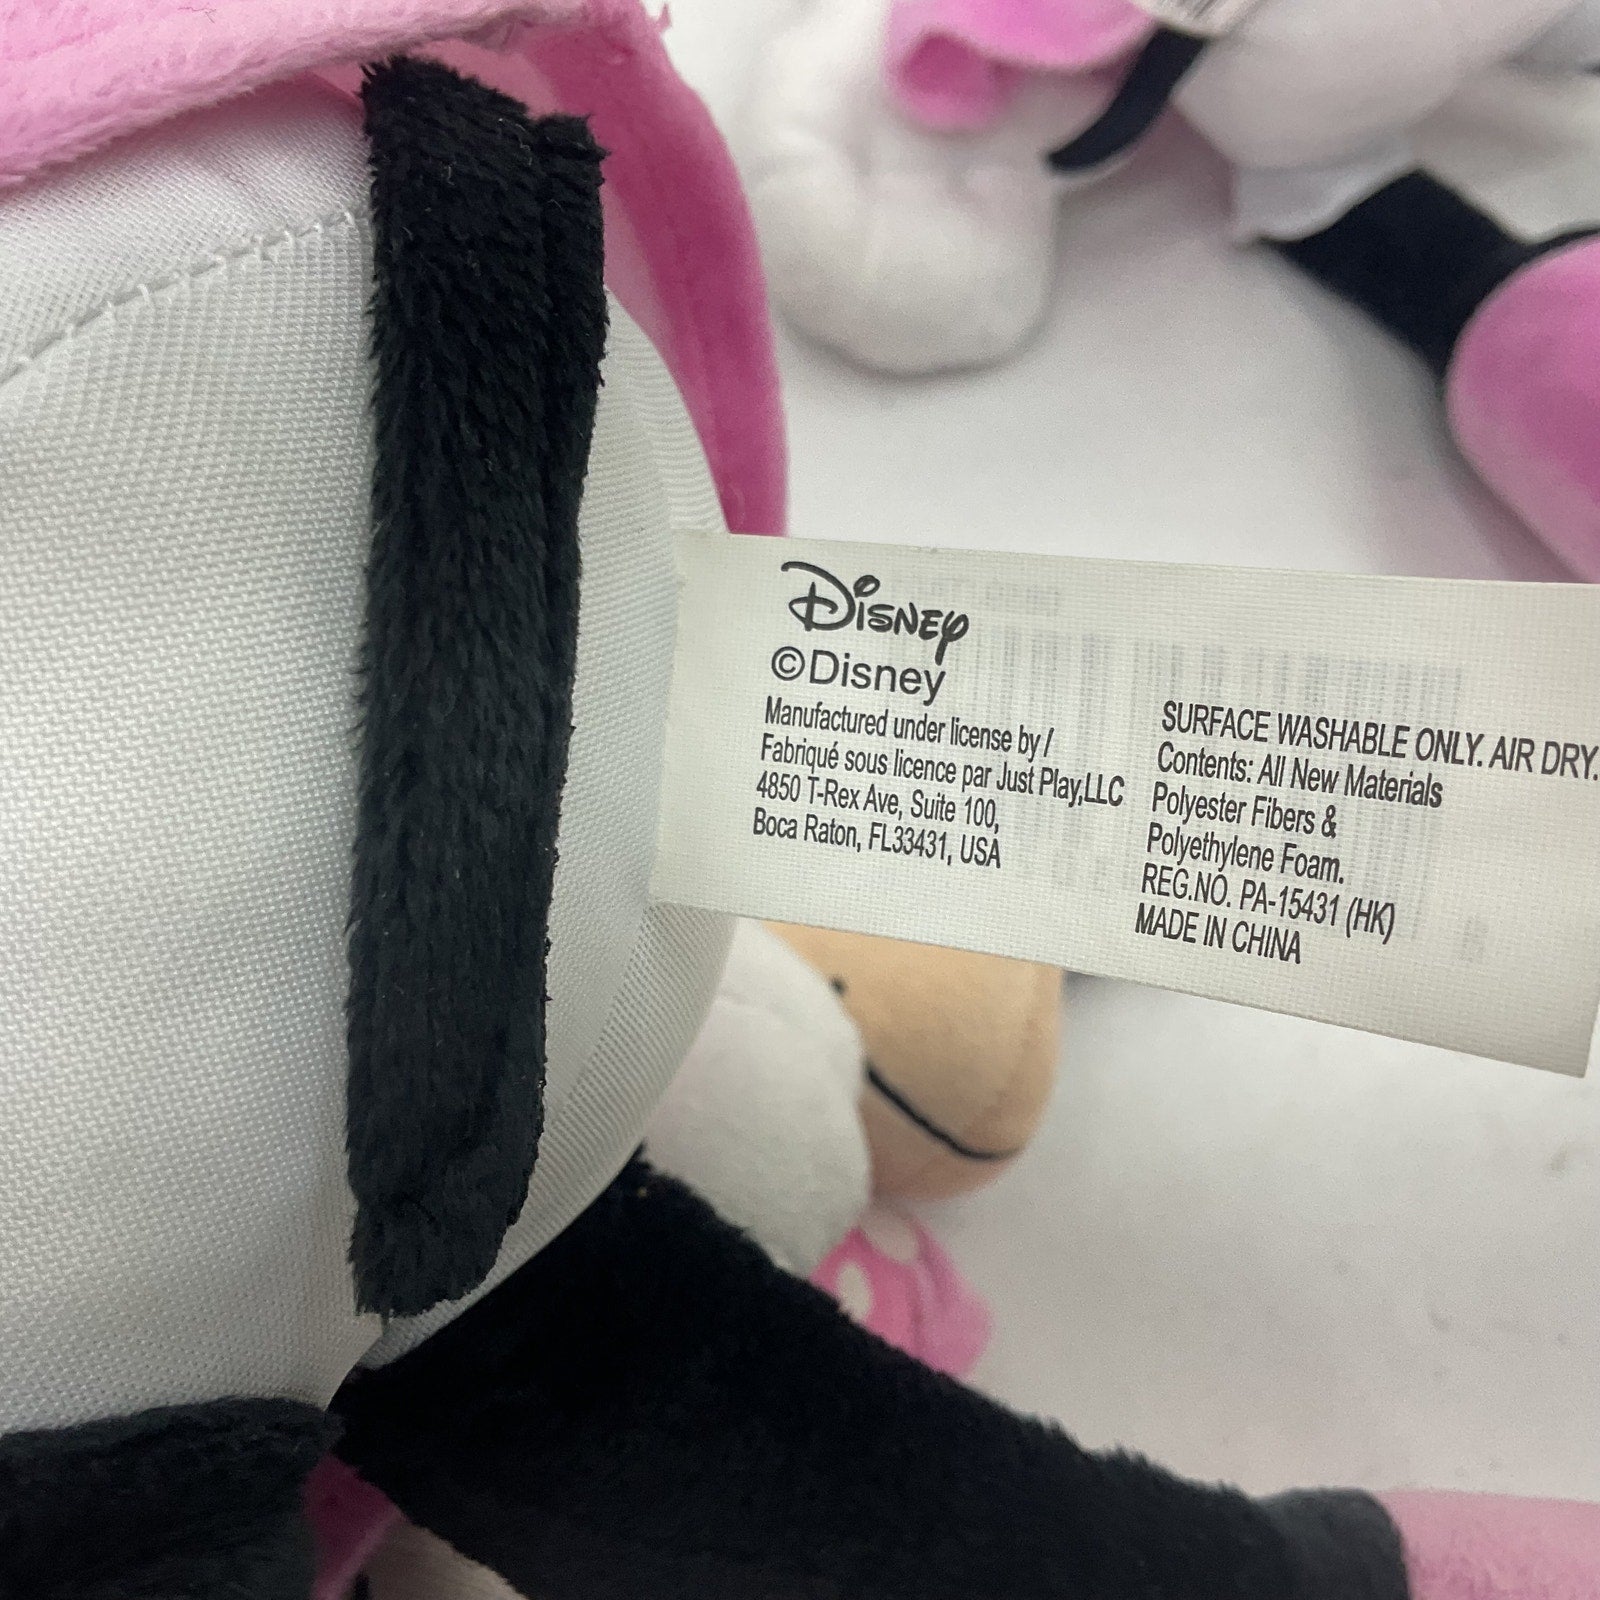 Disney
©Disney
Manufactured under license by /
Fabriqué sous licence par Just Play,LLC
4850 T-Rex Ave, Suite 100,
Boca Raton, FL33431, USA
SURFACE WASHABLE ONLY. AIR DRY.
Contents: All New Materials
Polyester Fibers &
Polyethylene Foam.
REG.NO. PA-15431 (HK)
MADE IN CHINA